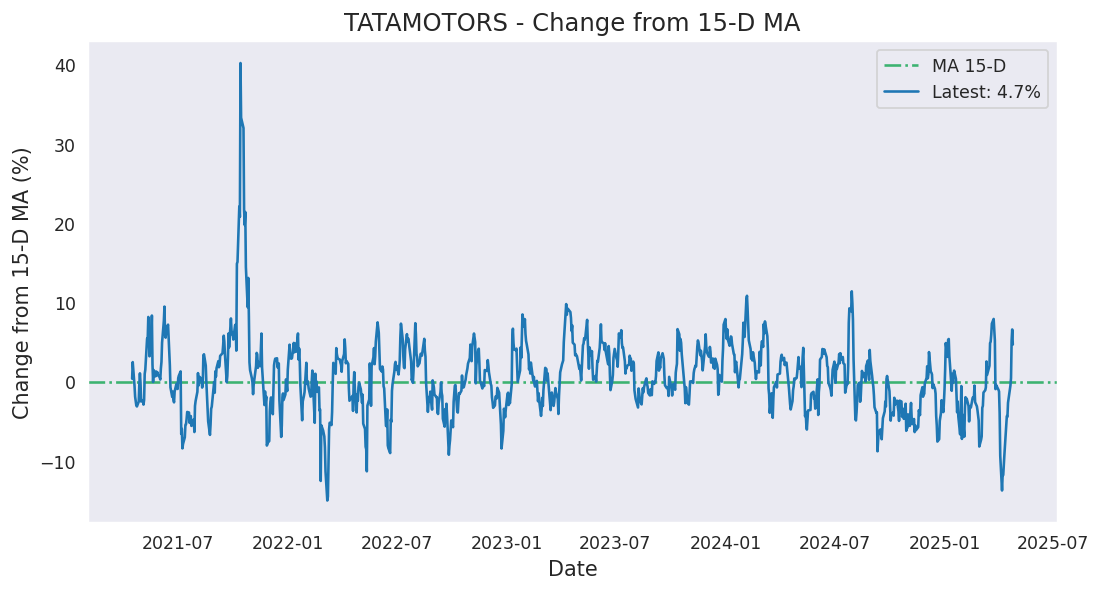 TATAMOTORS - Change from 15-D MA
MA 15-D
Latest: 4.7%
Change from 15-D MA (%)
40
30
20
10
0
−10
2021-07 2022-01 2022-07 2023-01 2023-07 2024-01 2024-07 2025-01 2025-07
Date